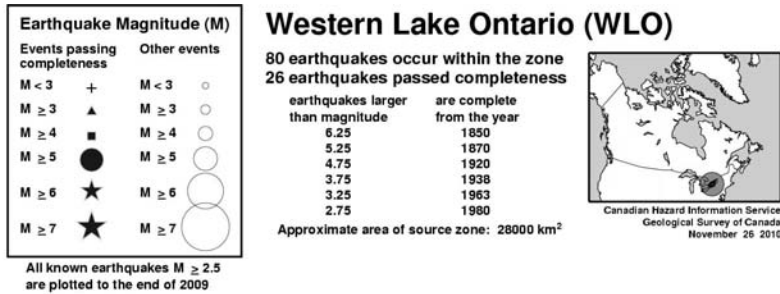 Earthquake Magnitude (M)
Events passing completeness
Other events
M < 3
M < 3
M ≥ 3
M ≥ 3
M ≥ 4
M ≥ 4
M ≥ 5
M ≥ 5
M ≥ 6
M ≥ 6
M ≥ 7
M ≥ 7
All known earthquakes M ≥ 2.5
are plotted to the end of 2009
Western Lake Ontario (WLO)
80 earthquakes occur within the zone
26 earthquakes passed completeness
earthquakes larger are complete
than magnitude from the year
6.25 1850
5.25 1870
4.75 1920
3.75 1938
3.25 1963
2.75 1980
Approximate area of source zone: 28000 km²
Canadian Hazard Information Service
Geological Survey of Canada
November 26 2010